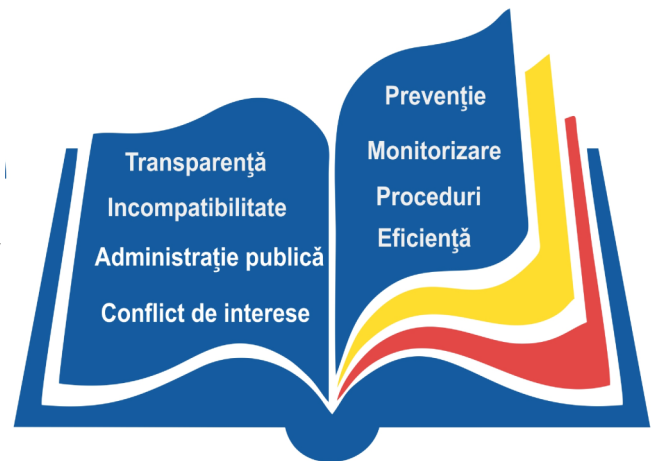 Transparență
Incompatibilitate
Administrație publică
Conflict de interese
Prevenție
Monitorizare
Proceduri
Eficiență